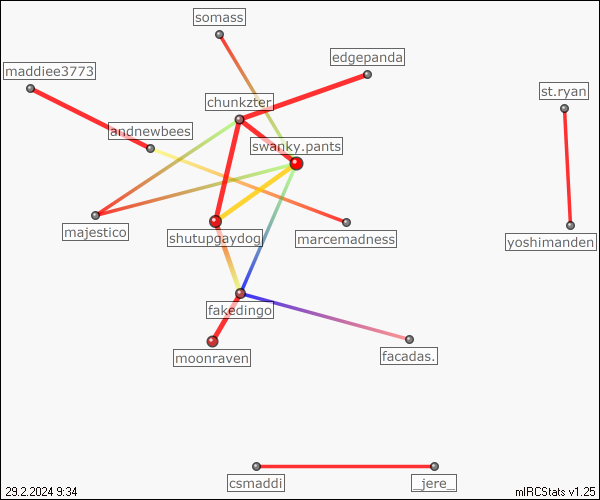 somass
edgepanda
maddiee3773
st.ryan
chunkzter
andnewbees
swanky.pants
majestico
shutupgaydog
marcemadness
yoshimanden
fakedingo
moonraven
facadas.
csmaddi
_jere_
29.2.2024 9:34
mIRCStats v1.25